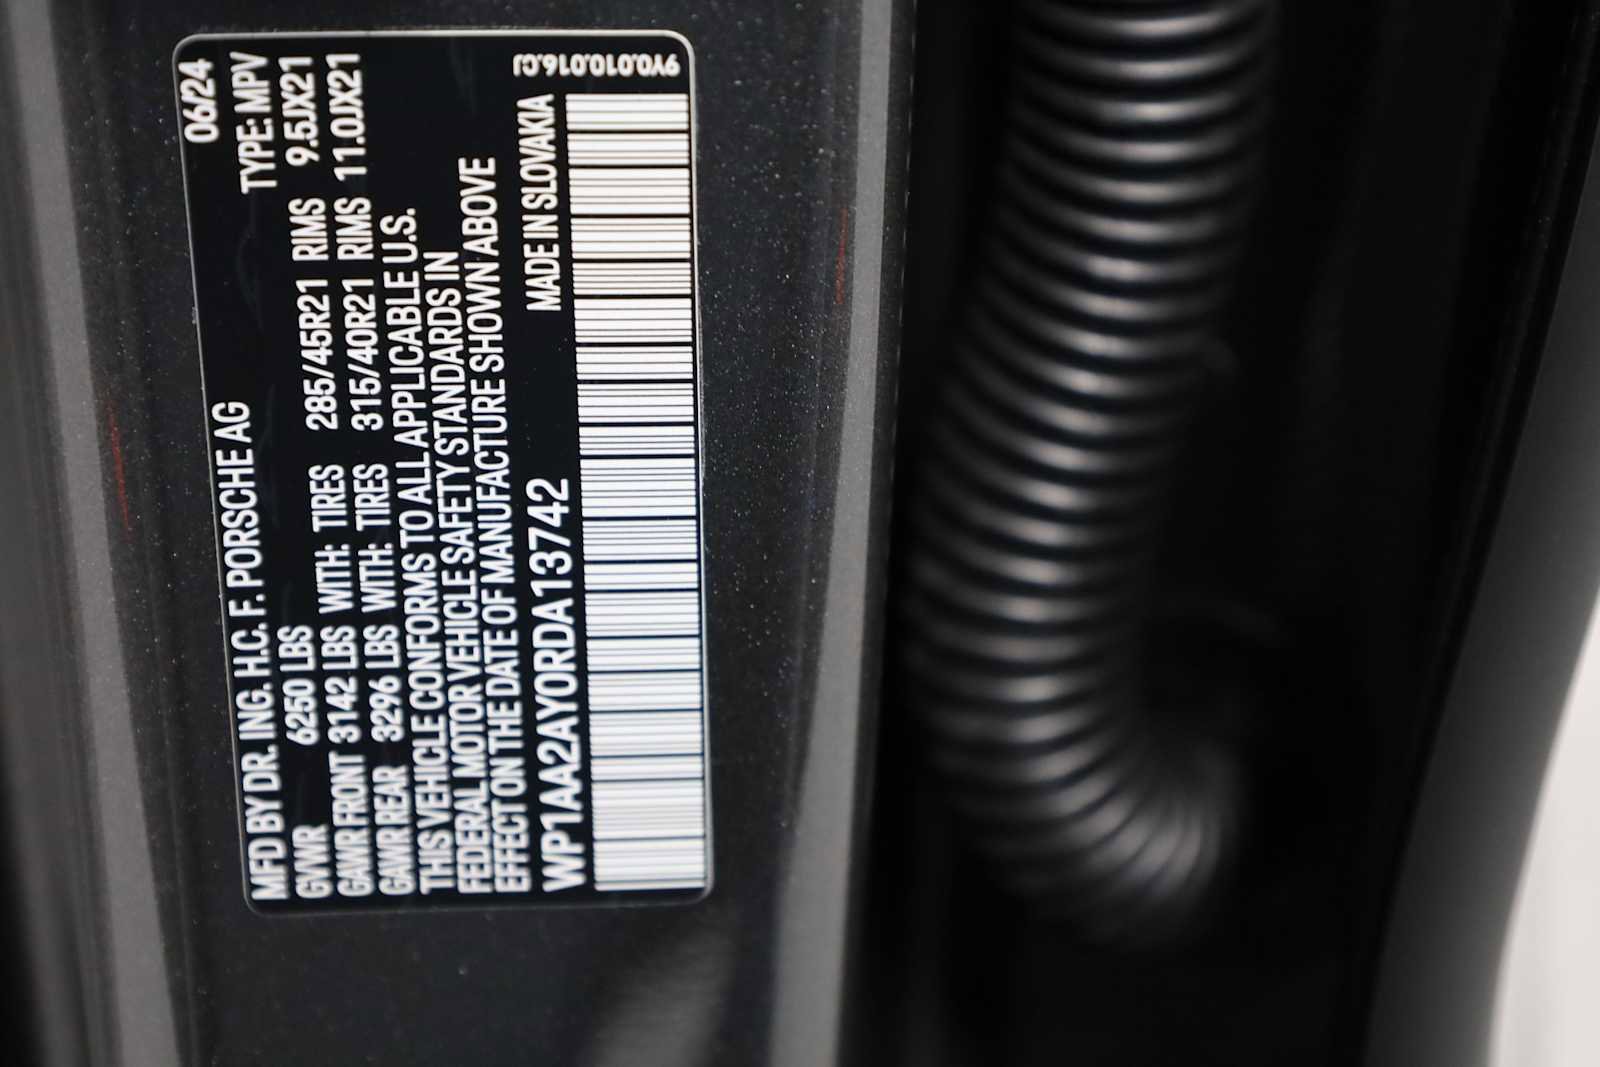 06/24
MFD BY DR. ING. H.C. F. PORSCHE AG TYPE: MPV
GVWR 6250 LBS
GAWR FRONT 3142 LBS WITH: TIRES 285/45R21 RIMS 9.5JX21
GAWR REAR 3296 LBS WITH: TIRES 315/40R21 RIMS 11.0JX21
THIS VEHICLE CONFORMS TO ALL APPLICABLE U.S.
FEDERAL MOTOR VEHICLE SAFETY STANDARDS IN
EFFECT ON THE DATE OF MANUFACTURE SHOWN ABOVE
WP1AA2AY0RDA13742 MADE IN SLOVAKIA
9Y0.010.016.CJ